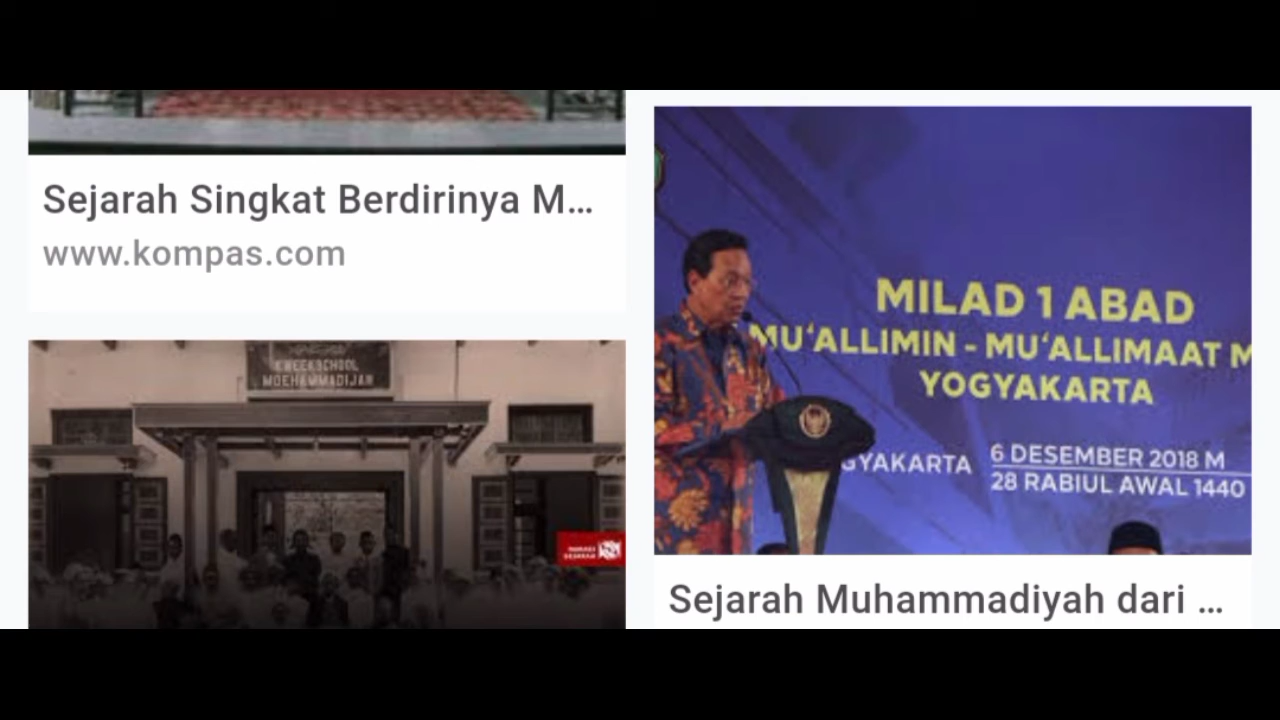 Sejarah Singkat Berdirinya M...
www.kompas.com
KWEEKSCHOOL
MOEHAMMADIJAH
MILAD 1 ABAD
MU'ALLIMIN - MU'ALLIMAAT M
YOGYAKARTA
GYAKARTA
6 DESEMBER 2018 M
28 RABIUL AWAL 1440
Sejarah Muhammadiyah dari ...